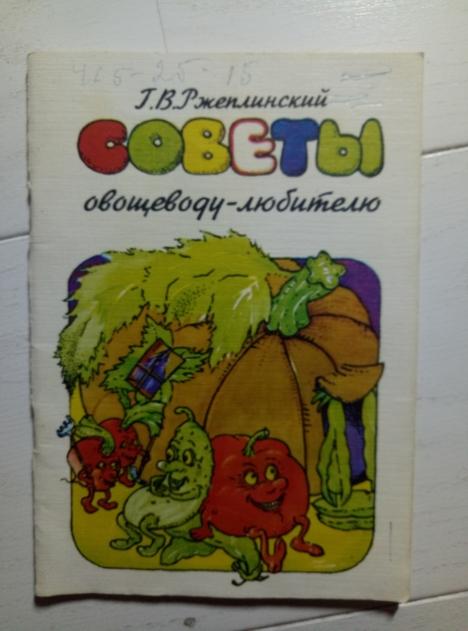 Г.В.Ржеплинский
СОВЕТЫ
овощеводу-любителю